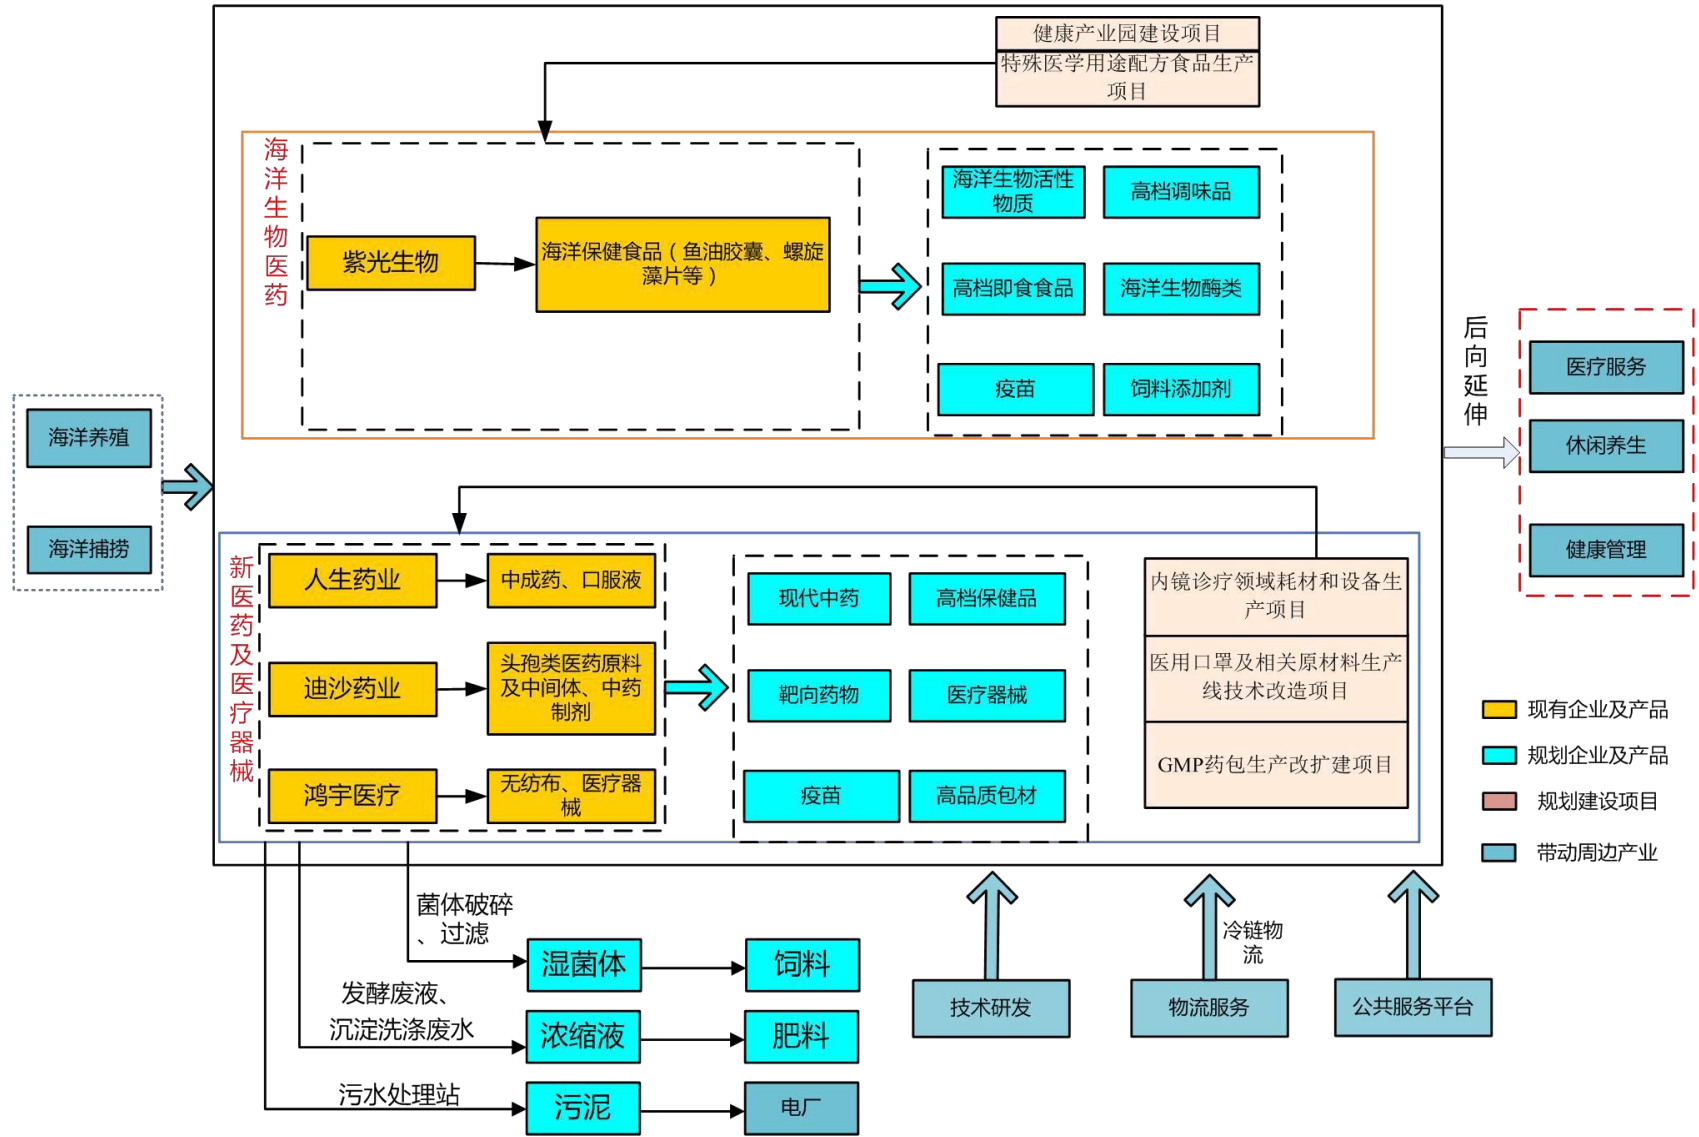 健康产业园建设项目
特殊医学用途配方食品生产
项目
海洋生物医药
紫光生物
海洋保健食品（鱼油胶囊、螺旋
藻片等）
海洋生物活性
物质
高档调味品
高档即食食品
海洋生物酶类
疫苗
饲料添加剂
海洋养殖
海洋捕捞
后向延伸
医疗服务
休闲养生
健康管理
新医药及医疗器械
人生药业
中成药、口服液
迪沙药业
头孢类医药原料
及中间体、中药
制剂
鸿宇医疗
无纺布、医疗器
械
现代中药
高档保健品
靶向药物
医疗器械
疫苗
高品质包材
内镜诊疗领域耗材和设备生
产项目
医用口罩及相关原材料生产
线技术改造项目
GMP药包生产改扩建项目
现有企业及产品
规划企业及产品
规划建设项目
带动周边产业
菌体破碎
、过滤
湿菌体
饲料
发酵废液、
沉淀洗涤废水
浓缩液
肥料
污水处理站
污泥
电厂
技术研发
冷链物
流
物流服务
公共服务平台